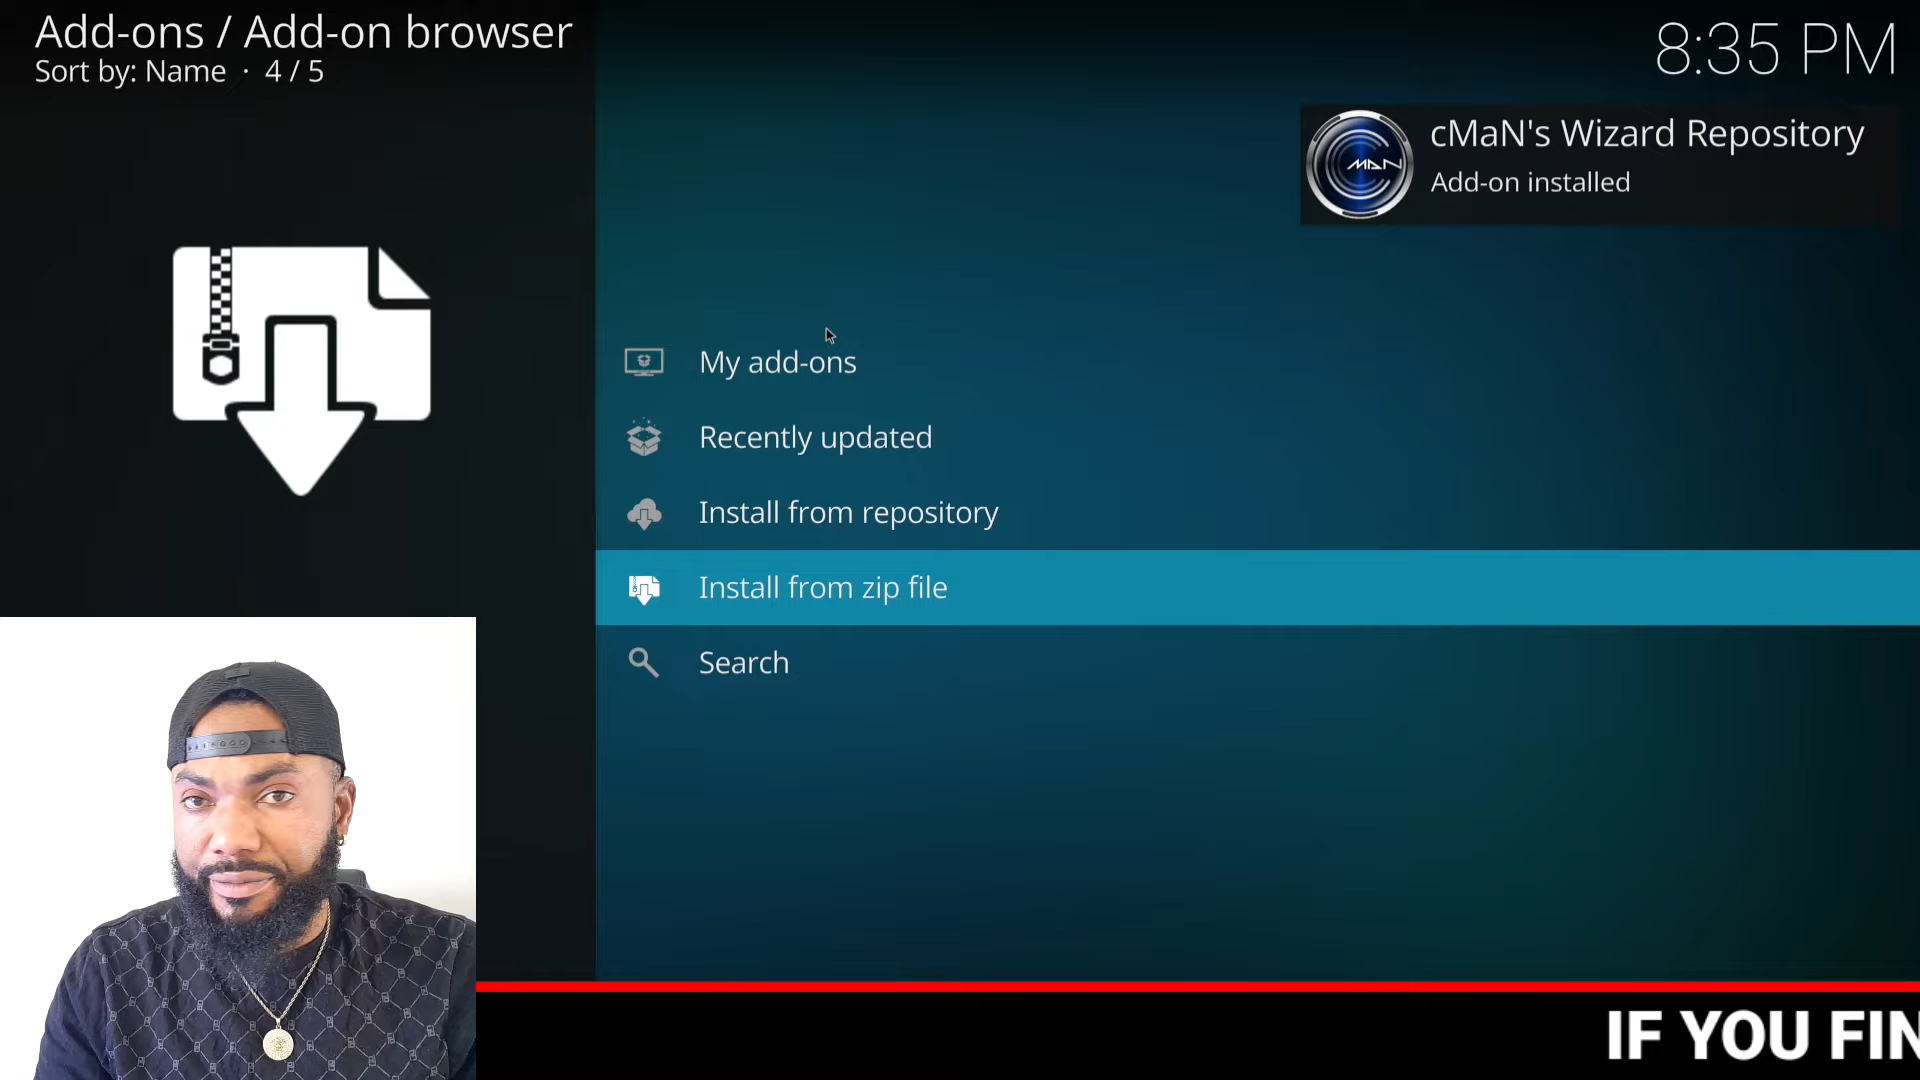 Add-ons / Add-on browser
Sort by: Name · 4 / 5
8:35 PM
cMaN's Wizard Repository
CMAN
Add-on installed
My add-ons
Recently updated
Install from repository
Install from zip file
Search
IF YOU FIN